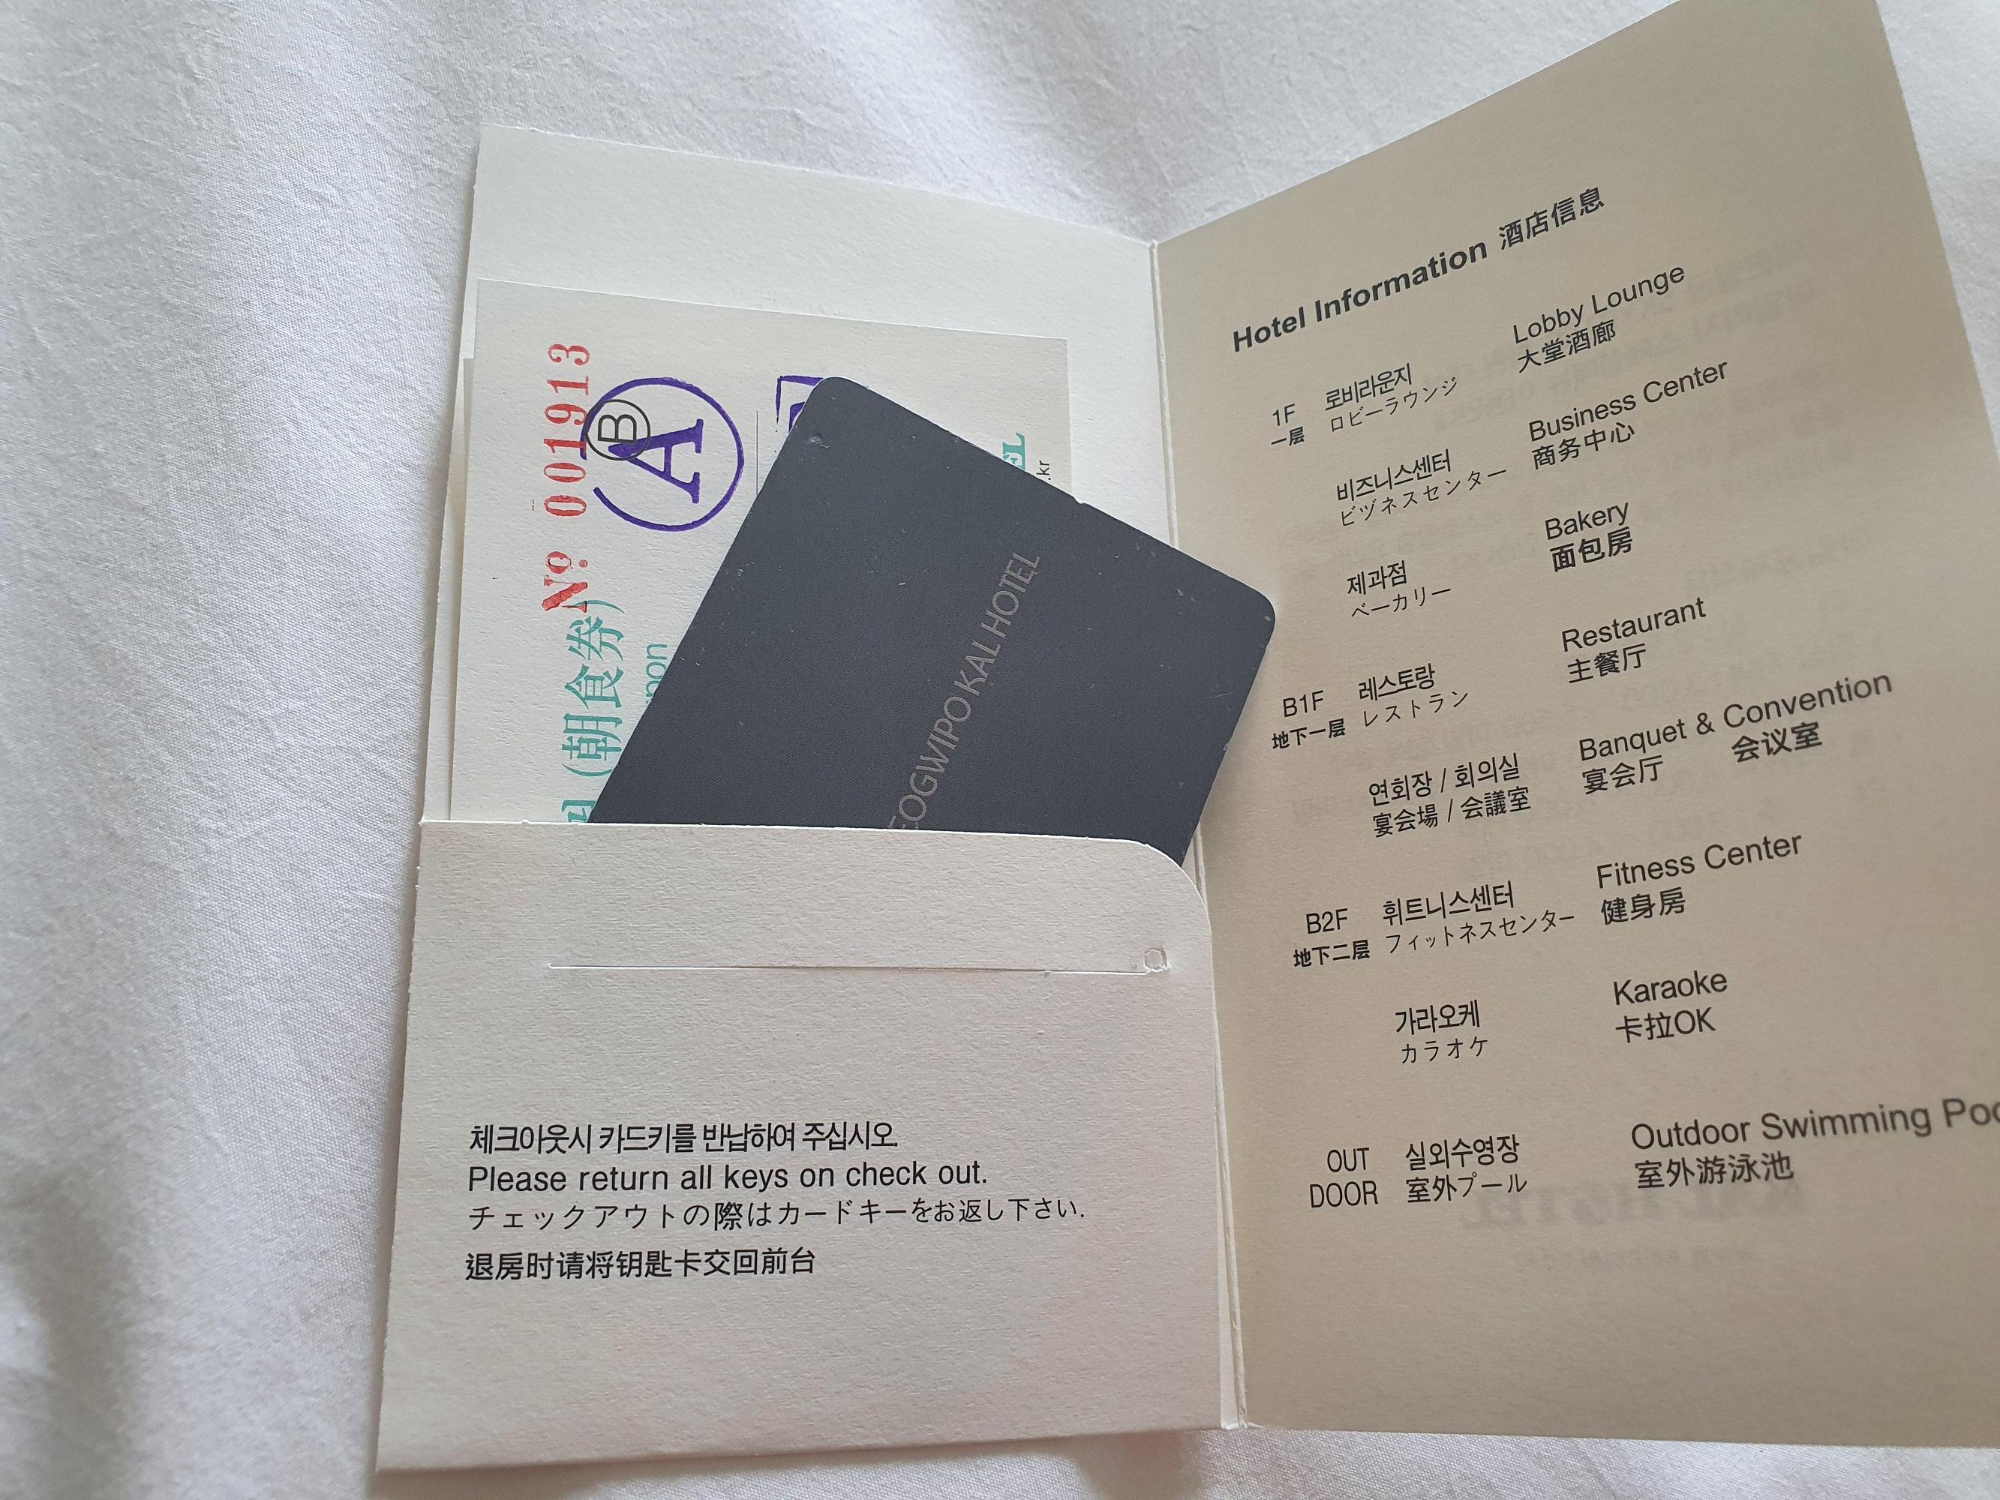 № 001913
B
A
(朝食券)
.kr
SEOGWIPO KAL HOTEL
체크아웃시 카드키를 반납하여 주십시오.
Please return all keys on check out.
チェックアウトの際はカードキーをお返し下さい.
退房时请将钥匙卡交回前台
Hotel Information 酒店信息
1F 로비라운지 Lobby Lounge
一层 ロビーラウンジ 大堂酒廊
비즈니스센터 Business Center
ビヅネスセンター 商务中心
제과점 Bakery
ベーカリー 面包房
B1F 레스토랑 Restaurant
地下一层 レストラン 主餐厅
연회장 / 회의실 Banquet & Convention
宴会場 / 会議室 宴会厅 会议室
B2F 휘트니스센터 Fitness Center
地下二层 フィットネスセンター 健身房
가라오케 Karaoke
カラオケ 卡拉OK
OUT 실외수영장 Outdoor Swimming
DOOR 室外プール 室外游泳池